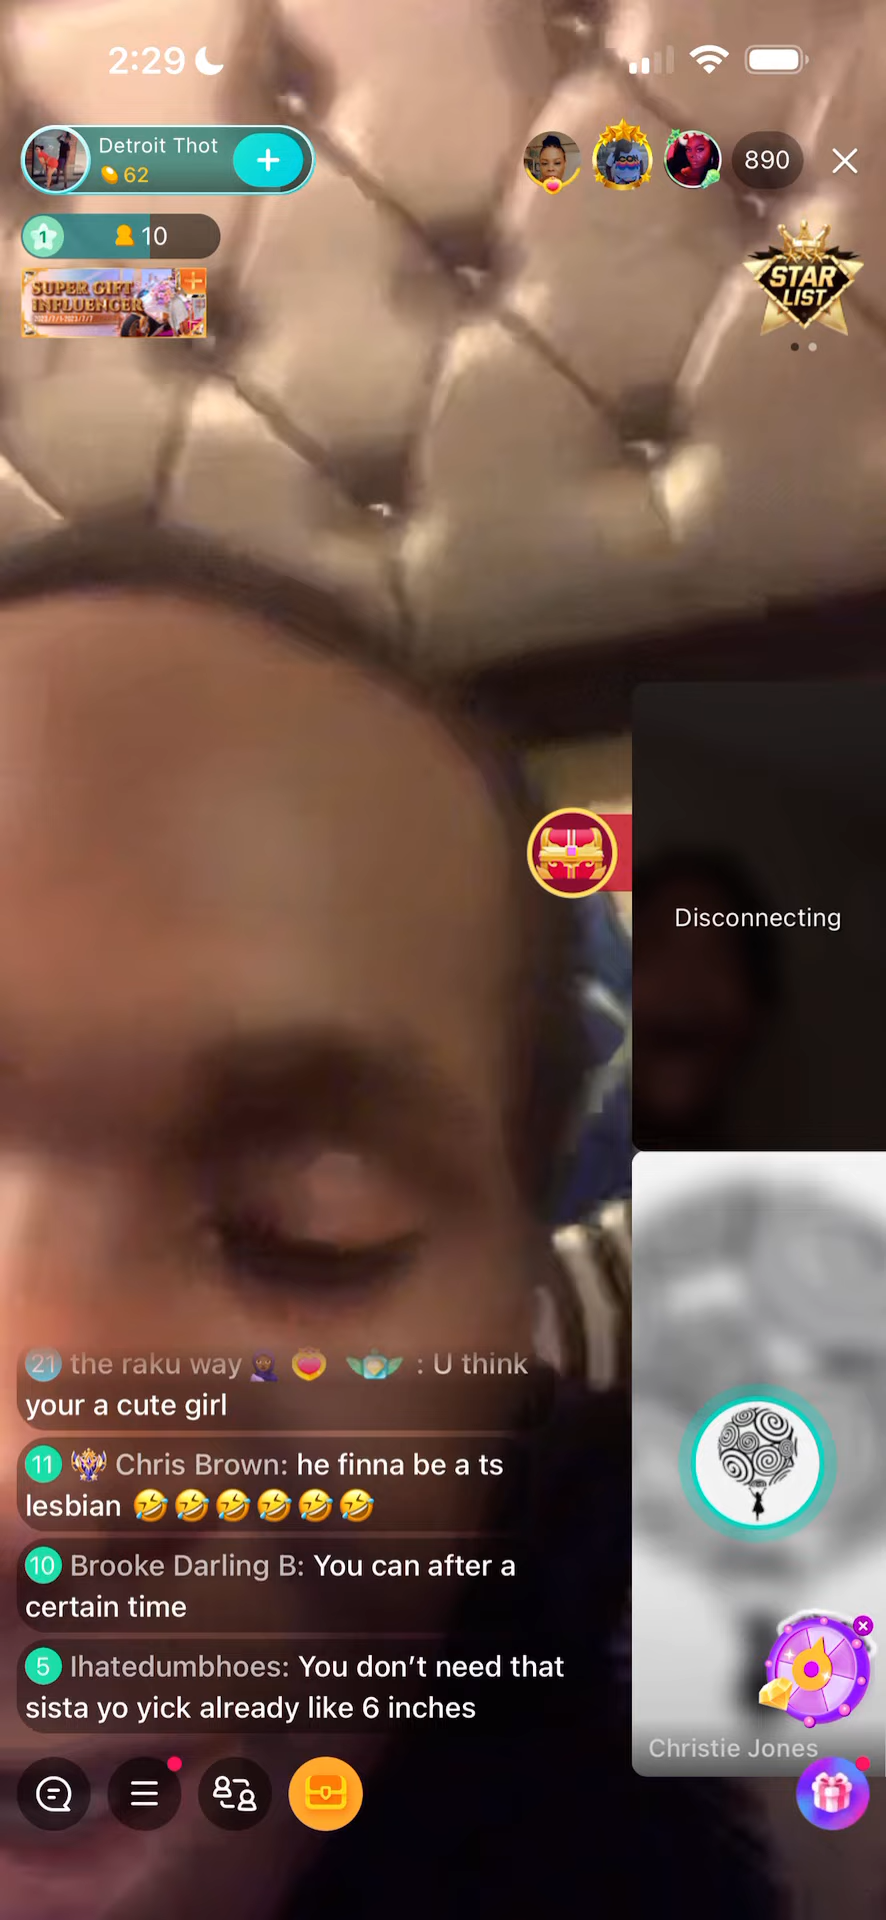 2:29
Detroit Thot
62
890
1
10
SUPER GIFT
INFLUENCER
STAR
LIST
Disconnecting
21 the raku way : U think
your a cute girl
11 Chris Brown: he finna be a ts
lesbian 🤣🤣🤣🤣🤣🤣
10 Brooke Darling B: You can after a
certain time
5 Ihatedumbhoes: You don’t need that
sista yo yick already like 6 inches
Christie Jones